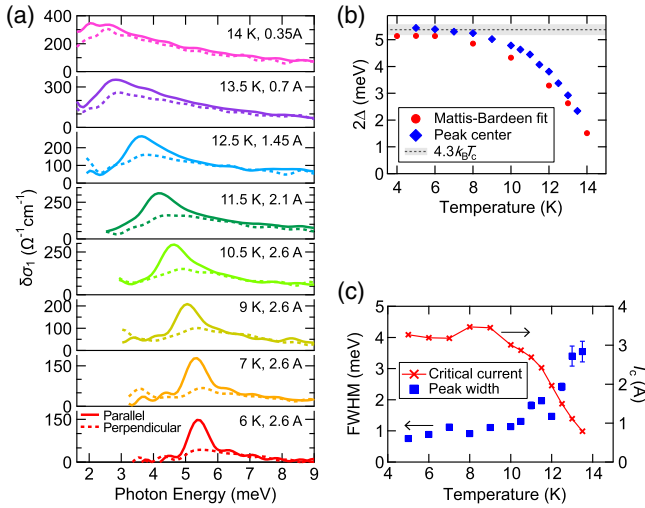 (a)
400
200
0
14 K, 0.35A
300
0
13.5 K, 0.7 A
200
100
0
12.5 K, 1.45A
250
0
11.5 K, 2.1 A
250
0
10.5 K, 2.6 A
200
100
0
9 K, 2.6 A
150
0
7 K, 2.6 A
150
0
6 K, 2.6 A
Parallel
Perpendicular
δσ1 (Ω-1cm-1)
2 3 4 5 6 7 8 9
Photon Energy (meV)
(b)
5
4
3
2
1
0
2Δ (meV)
Mattis-Bardeen fit
Peak center
4.3kBTc
4 6 8 10 12 14
Temperature (K)
(c)
5
4
3
2
1
0
FWHM (meV)
Critical current
Peak width
4
3
2
1
0
Ic (A)
4 6 8 10 12 14
Temperature (K)